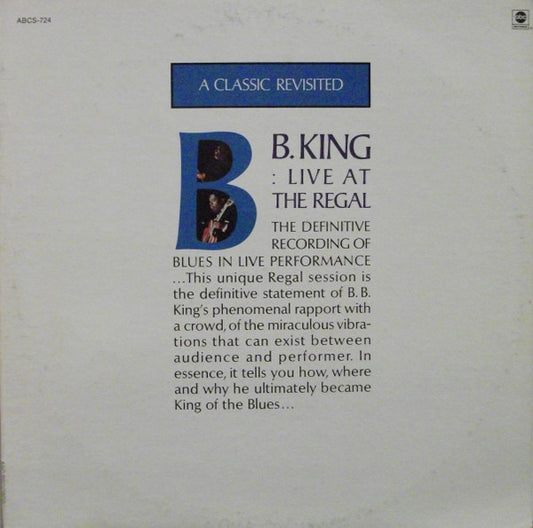 ABCS-724
abc
A CLASSIC REVISITED
B B.KING
: LIVE AT
THE REGAL
THE DEFINITIVE
RECORDING OF
BLUES IN LIVE PERFORMANCE
...This unique Regal session is
the definitive statement of B. B.
King's phenomenal rapport with
a crowd, of the miraculous vibra-
tions that can exist between
audience and performer. In
essence, it tells you how, where
and why he ultimately became
King of the Blues...